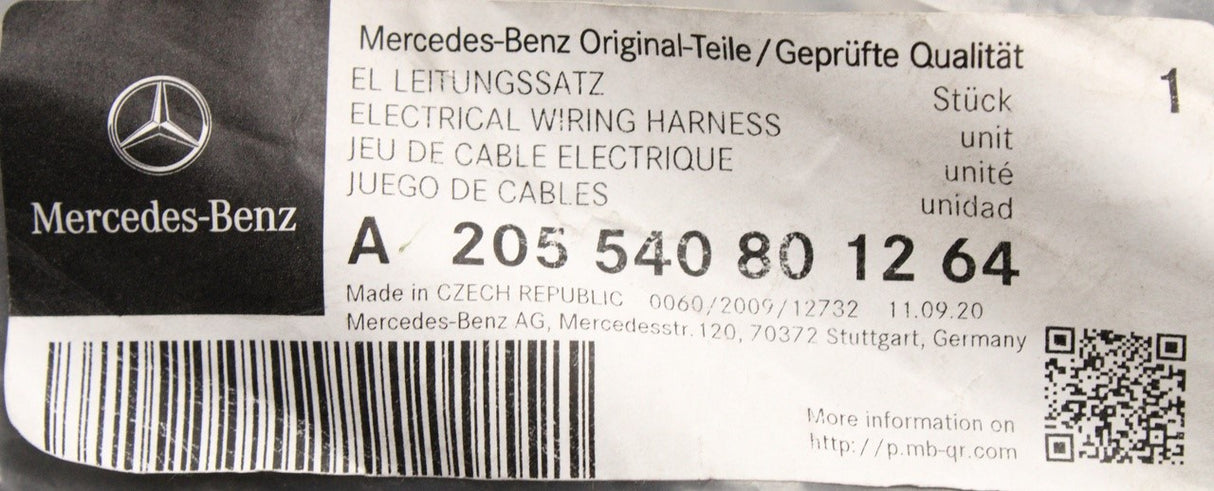 Mercedes-Benz
Mercedes-Benz Original-Teile/Geprüfte Qualität
EL LEITUNGSSATZ Stück 1
ELECTRICAL WIRING HARNESS unit
JEU DE CABLE ELECTRIQUE unité
JUEGO DE CABLES unidad
A 205 540 80 12 64
Made in CZECH REPUBLIC 0060/2009/12732 11.09.20
Mercedes-Benz AG, Mercedesstr.120, 70372 Stuttgart, Germany
More information on
http://p.mb-qr.com